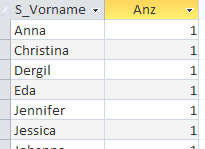 S_Vorname Anz
Anna 1
Christina 1
Dergil 1
Eda 1
Jennifer 1
Jessica 1